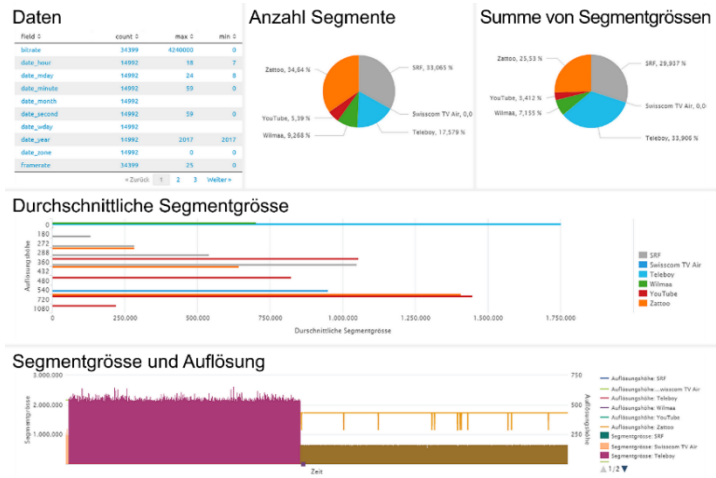 Daten
field count max min
bitrate 34399 4248000 0
date_hour 14992 18 7
date_mday 14992 24 8
date_minute 14992 59 0
date_month 14992
date_second 14992 59 0
date_wday 14992
date_year 14992 2017 2017
date_zone 14992 0 0
framerate 34399 25 0
« Zurück 1 2 3 Weiter »
Anzahl Segmente
Zattoo, 34,64 %
SRF, 33,065 %
YouTube, 5,39 %
Swisscom TV Air, 0,0
Wilmaa, 9,268 %
Teleboy, 17,579 %
Summe von Segmentgrössen
Zattoo, 25,53 %
SRF, 29,937 %
YouTube, 3,412 %
Swisscom TV Air, 0,0
Wilmaa, 7,155 %
Teleboy, 33,906 %
Durchschnittliche Segmentgrösse
Auflösungshöhe
0
180
272
288
360
432
480
540
720
1080
0 250.000 500.000 750.000 1.000.000 1.250.000 1.500.000 1.750.000
Durchschnittliche Segmentgrösse
SRF
Swisscom TV Air
Teleboy
Wilmaa
YouTube
Zattoo
Segmentgrösse und Auflösung
Segmentgrösse
3.000.000
2.000.000
1.000.000
Zeit
750
500
250
Auflösungshöhe
Auflösungshöhe: SRF
Auflösungshöhe:...wisscom TV Air
Auflösungshöhe: Teleboy
Auflösungshöhe: Wilmaa
Auflösungshöhe: YouTube
Auflösungshöhe: Zattoo
Segmentgrösse: SRF
Segmentgrösse: Swisscom TV Air
Segmentgrösse: Teleboy
1/2